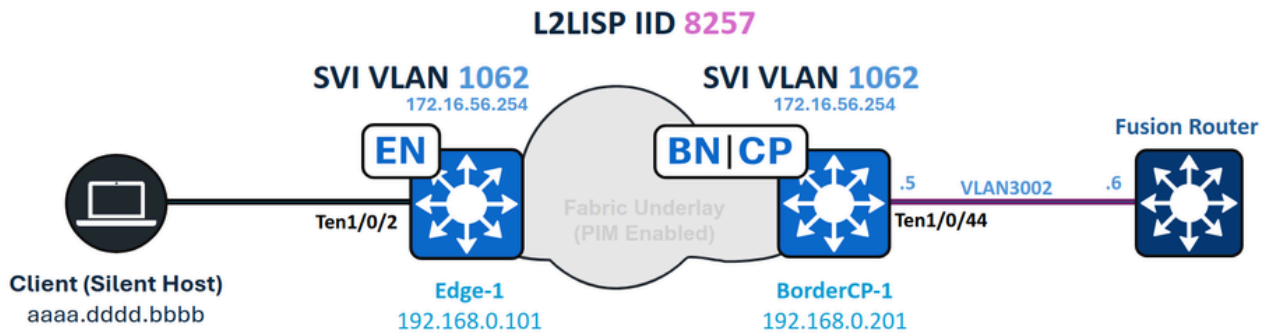 L2LISP IID 8257
SVI VLAN 1062
172.16.56.254
SVI VLAN 1062
172.16.56.254
Fusion Router
EN
BN|CP
.5
VLAN3002
.6
Fabric Underlay
(PIM Enabled)
Ten1/0/2
Ten1/0/44
Client (Silent Host)
aaaa.dddd.bbbb
Edge-1
192.168.0.101
BorderCP-1
192.168.0.201